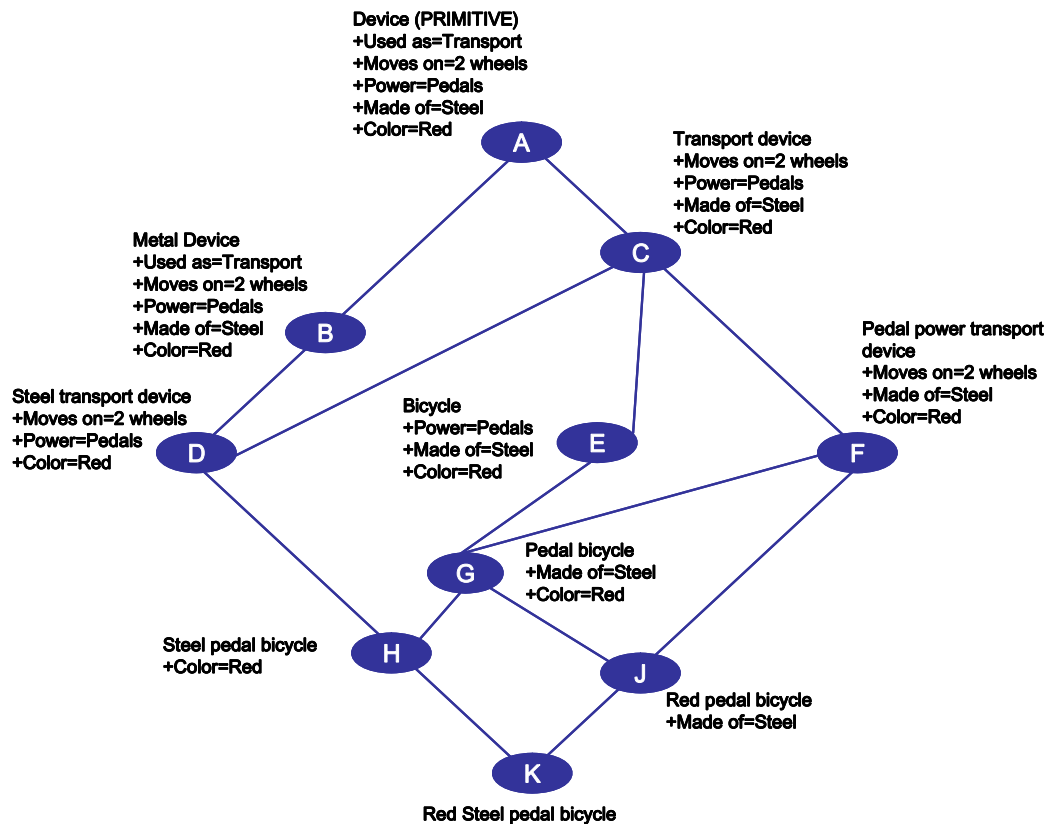 Device (PRIMITIVE)
+Used as=Transport
+Moves on=2 wheels
+Power=Pedals
+Made of=Steel
+Color=Red
A
Transport device
+Moves on=2 wheels
+Power=Pedals
+Made of=Steel
+Color=Red
C
Metal Device
+Used as=Transport
+Moves on=2 wheels
+Power=Pedals
+Made of=Steel
+Color=Red
B
Pedal power transport
device
+Moves on=2 wheels
+Made of=Steel
+Color=Red
F
Steel transport device
+Moves on=2 wheels
+Power=Pedals
+Color=Red
D
Bicycle
+Power=Pedals
+Made of=Steel
+Color=Red
E
G
Pedal bicycle
+Made of=Steel
+Color=Red
Steel pedal bicycle
+Color=Red
H
J
Red pedal bicycle
+Made of=Steel
K
Red Steel pedal bicycle